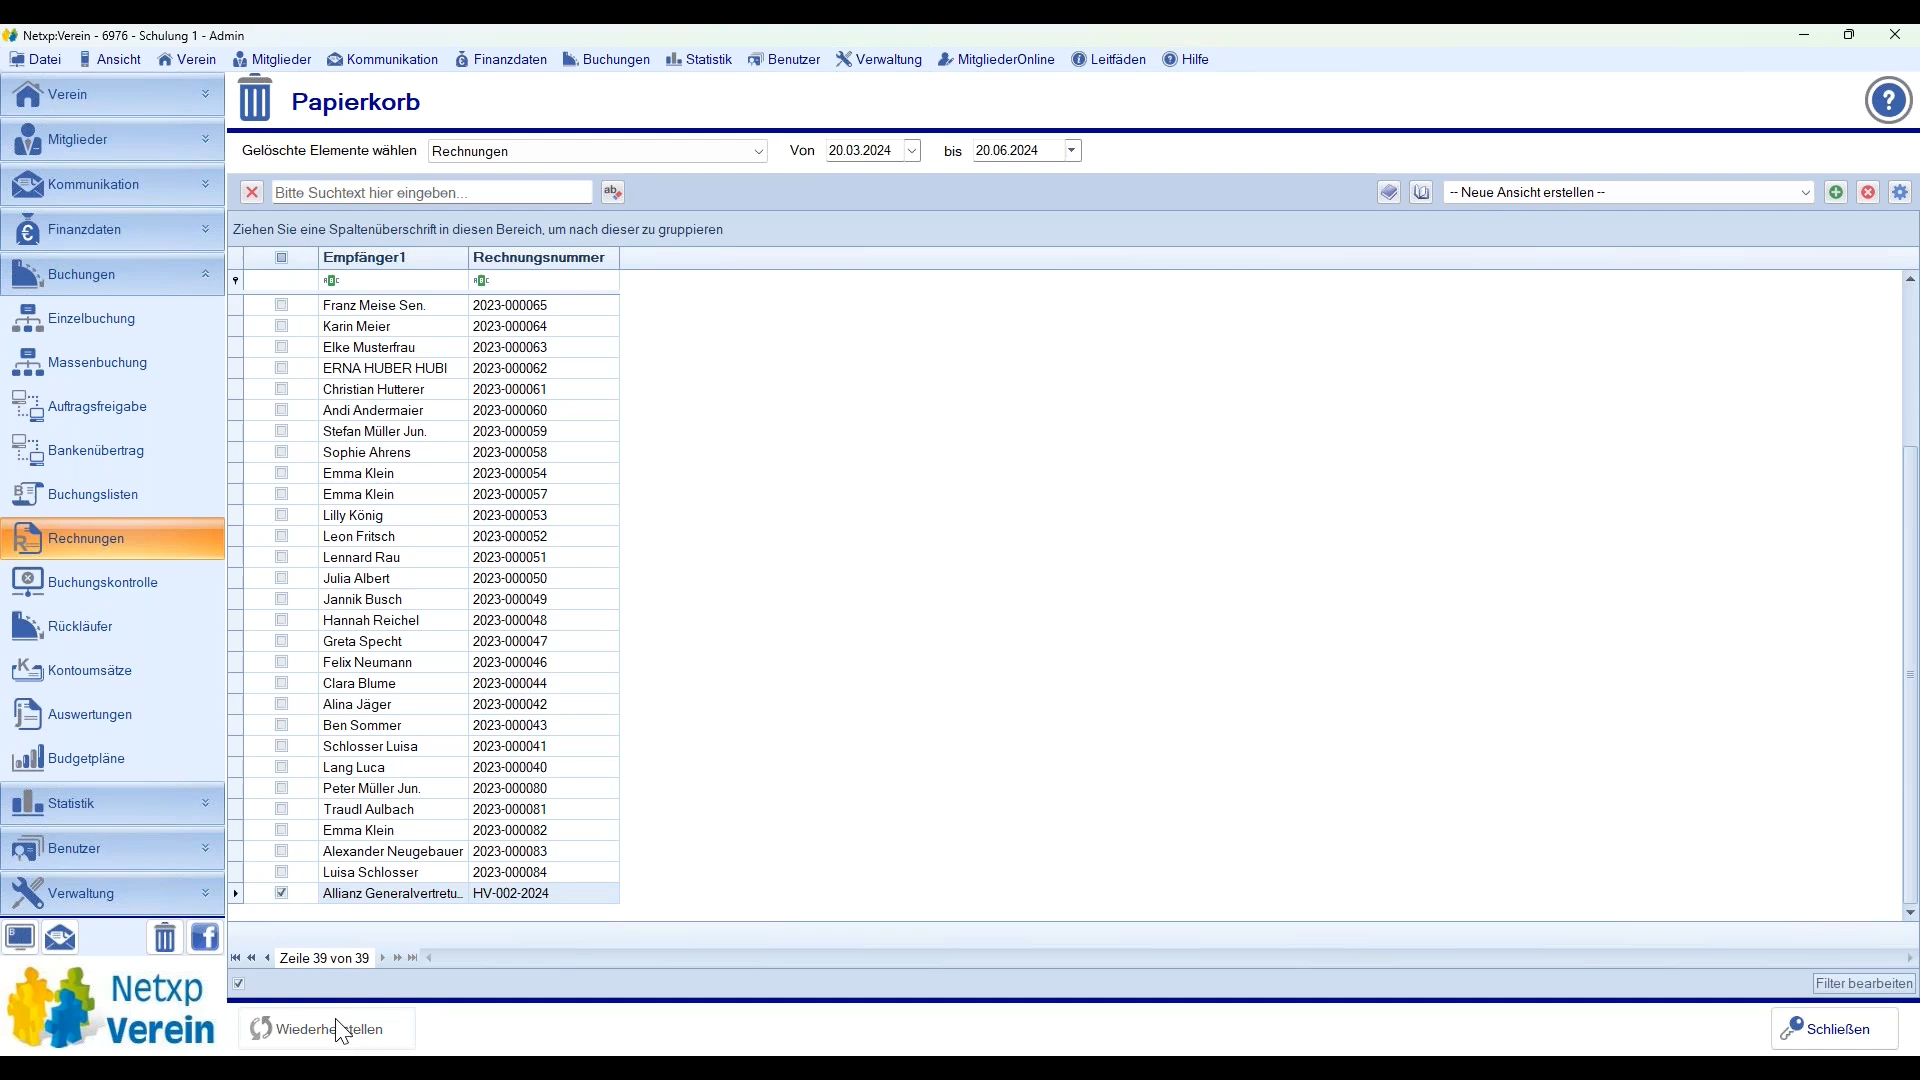 Netxp:Verein - 6976 - Schulung 1 - Admin
Datei Ansicht Verein Mitglieder Kommunikation Finanzdaten Buchungen Statistik Benutzer Verwaltung MitgliederOnline Leitfäden Hilfe
Verein
Mitglieder
Kommunikation
Finanzdaten
Buchungen
Einzelbuchung
Massenbuchung
Auftragsfreigabe
Bankenübertrag
Buchungslisten
Rechnungen
Buchungskontrolle
Rückläufer
Kontoumsätze
Auswertungen
Budgetpläne
Statistik
Benutzer
Verwaltung
Netxp
Verein
Papierkorb
Gelöschte Elemente wählen Rechnungen Von 20.03.2024 bis 20.06.2024
Bitte Suchtext hier eingeben... -- Neue Ansicht erstellen --
Ziehen Sie eine Spaltenüberschrift in diesen Bereich, um nach dieser zu gruppieren
Empfänger1 Rechnungsnummer
Franz Meise Sen. 2023-000065
Karin Meier 2023-000064
Elke Musterfrau 2023-000063
ERNA HUBER HUBI 2023-000062
Christian Hutterer 2023-000061
Andi Andermaier 2023-000060
Stefan Müller Jun. 2023-000059
Sophie Ahrens 2023-000058
Emma Klein 2023-000054
Emma Klein 2023-000057
Lilly König 2023-000053
Leon Fritsch 2023-000052
Lennard Rau 2023-000051
Julia Albert 2023-000050
Jannik Busch 2023-000049
Hannah Reichel 2023-000048
Greta Specht 2023-000047
Felix Neumann 2023-000046
Clara Blume 2023-000044
Alina Jäger 2023-000042
Ben Sommer 2023-000043
Schlosser Luisa 2023-000041
Lang Luca 2023-000040
Peter Müller Jun. 2023-000080
Traudl Aulbach 2023-000081
Emma Klein 2023-000082
Alexander Neugebauer 2023-000083
Luisa Schlosser 2023-000084
Allianz Generalvertretu... HV-002-2024
Zeile 39 von 39
Filter bearbeiten
Wiederherstellen Schließen